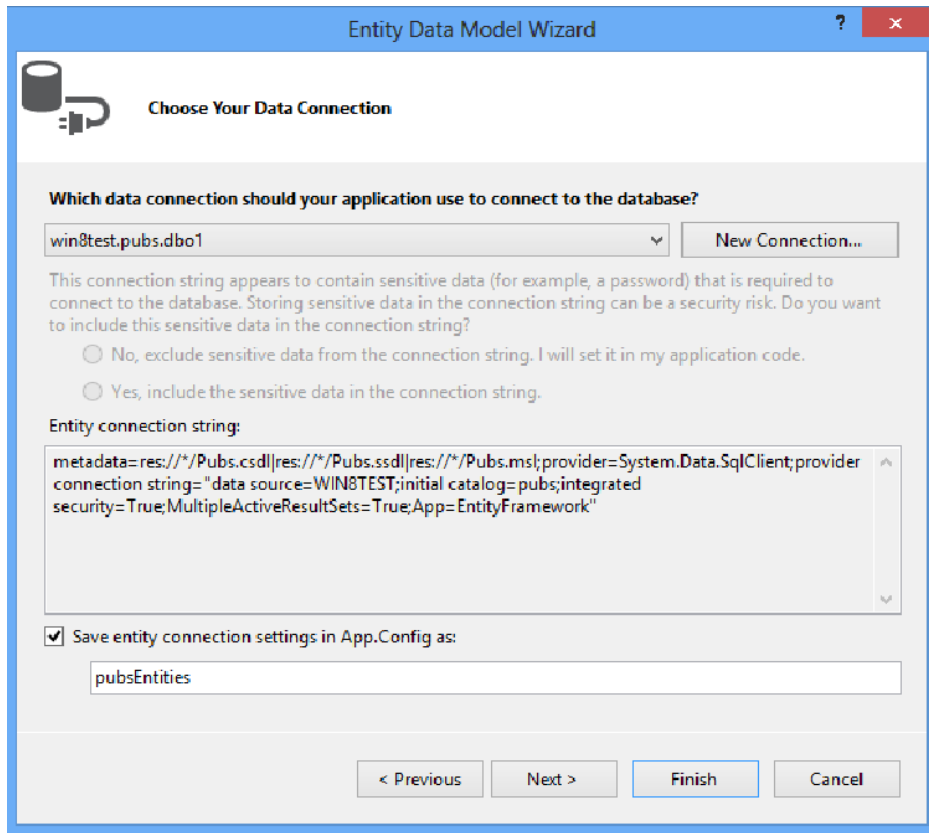 Entity Data Model Wizard
?
Choose Your Data Connection
Which data connection should your application use to connect to the database?
win8test.pubs.dbo1
New Connection...
This connection string appears to contain sensitive data (for example, a password) that is required to
connect to the database. Storing sensitive data in the connection string can be a security risk. Do you want
to include this sensitive data in the connection string?
No, exclude sensitive data from the connection string. I will set it in my application code.
Yes, include the sensitive data in the connection string.
Entity connection string:
metadata=res://*/Pubs.csdl|res://*/Pubs.ssdl|res://*/Pubs.msl;provider=System.Data.SqlClient;provider
connection string="data source=WIN8TEST;initial catalog=pubs;integrated
security=True;MultipleActiveResultSets=True;App=EntityFramework"
Save entity connection settings in App.Config as:
pubsEntities
< Previous
Next >
Finish
Cancel